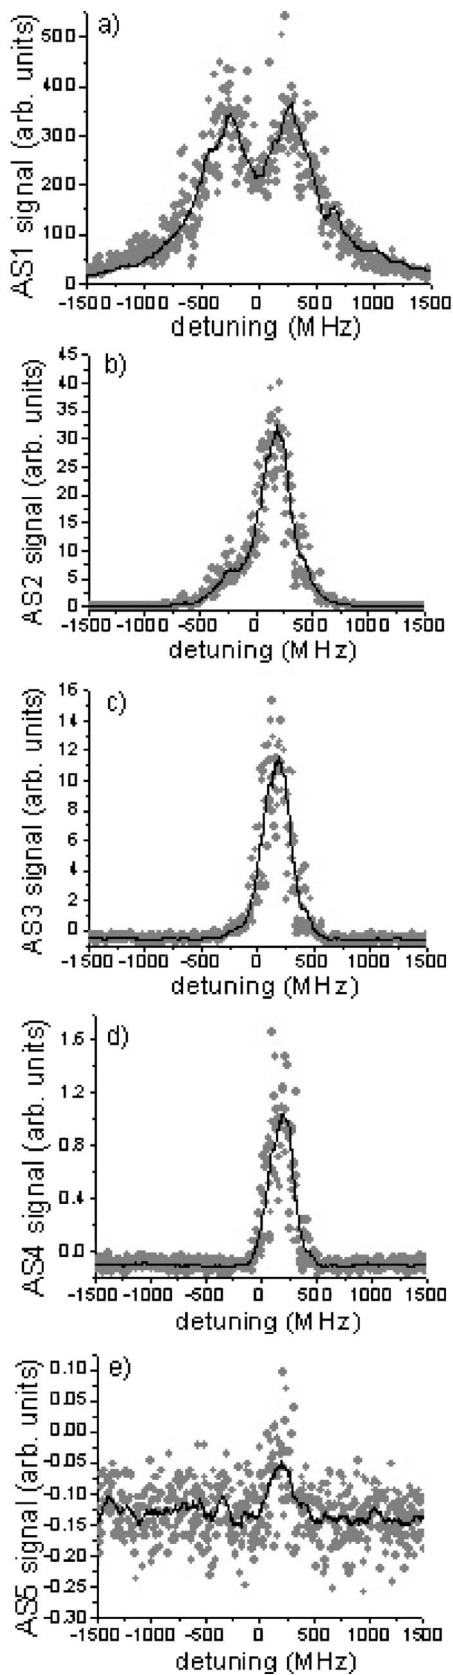 a)
AS1 signal (arb. units)
500
400
300
200
100
0
-1500 -1000 -500 0 500 1000 1500
detuning (MHz)
b)
AS2 signal (arb. units)
45
40
35
30
25
20
15
10
5
0
-1500 -1000 -500 0 500 1000 1500
detuning (MHz)
c)
AS3 signal (arb. units)
16
14
12
10
8
6
4
2
0
-1500 -1000 -500 0 500 1000 1500
detuning (MHz)
d)
AS4 signal (arb. units)
1.6
1.2
0.8
0.4
0.0
-1500 -1000 -500 0 500 1000 1500
detuning (MHz)
e)
AS5 signal (arb. units)
0.10
0.05
0.00
-0.05
-0.10
-0.15
-0.20
-0.25
-0.30
-1500 -1000 -500 0 500 1000 1500
detuning (MHz)